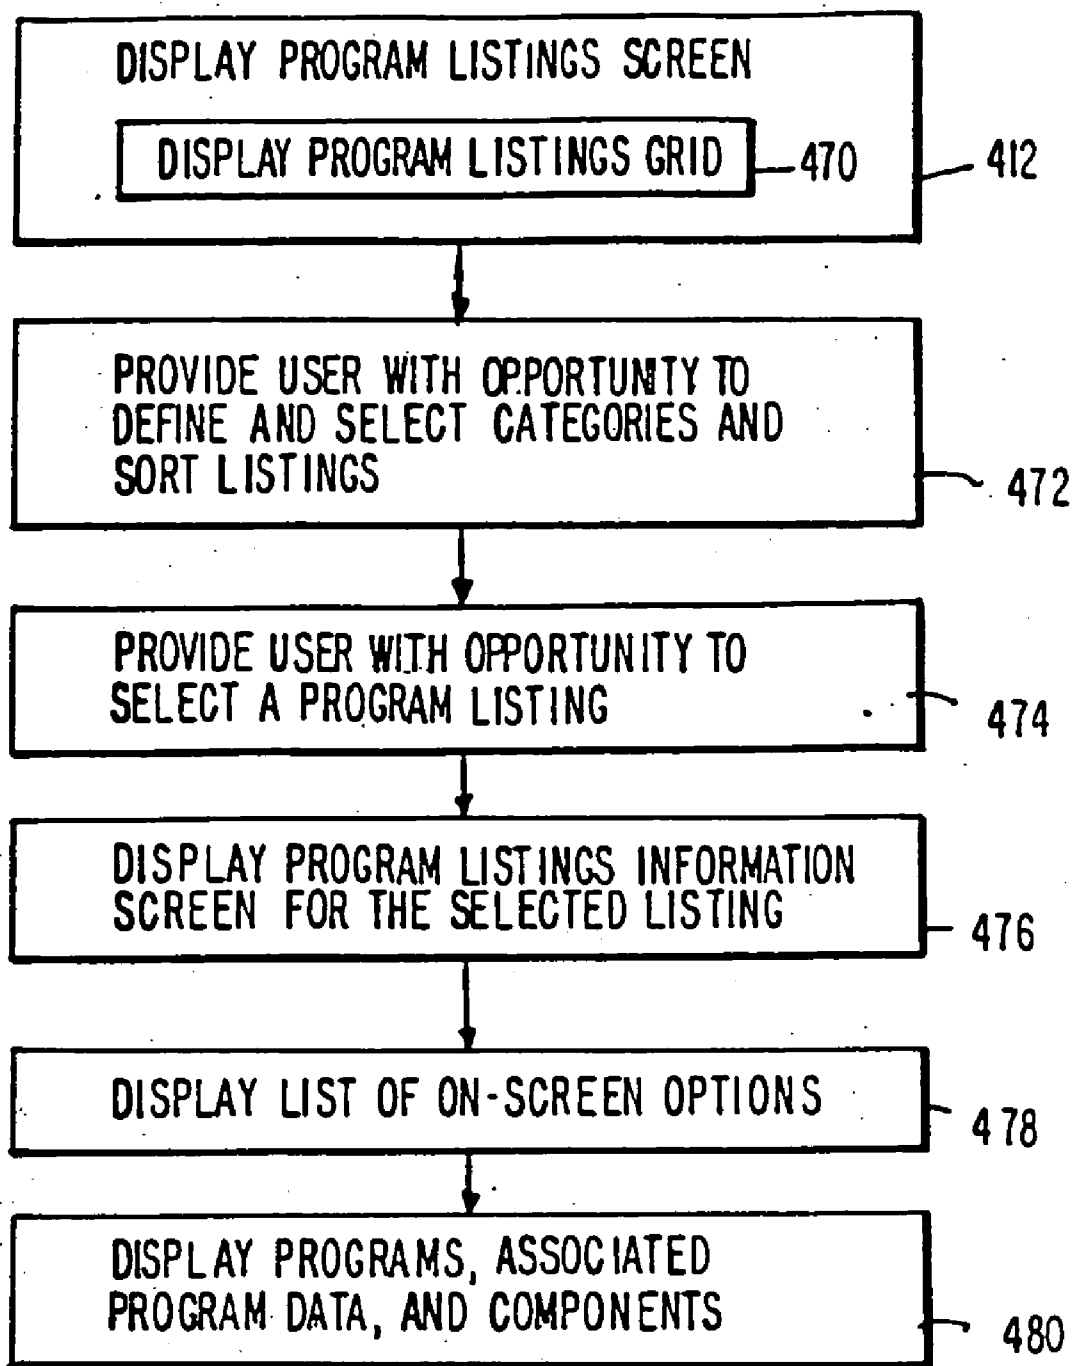 DISPLAY PROGRAM LISTINGS SCREEN
DISPLAY PROGRAM LISTINGS GRID
470
412
PROVIDE USER WITH OPPORTUNITY TO
DEFINE AND SELECT CATEGORIES AND
SORT LISTINGS
472
PROVIDE USER WITH OPPORTUNITY TO
SELECT A PROGRAM LISTING
474
DISPLAY PROGRAM LISTINGS INFORMATION
SCREEN FOR THE SELECTED LISTING
476
DISPLAY LIST OF ON-SCREEN OPTIONS
478
DISPLAY PROGRAMS, ASSOCIATED
PROGRAM DATA, AND COMPONENTS
480